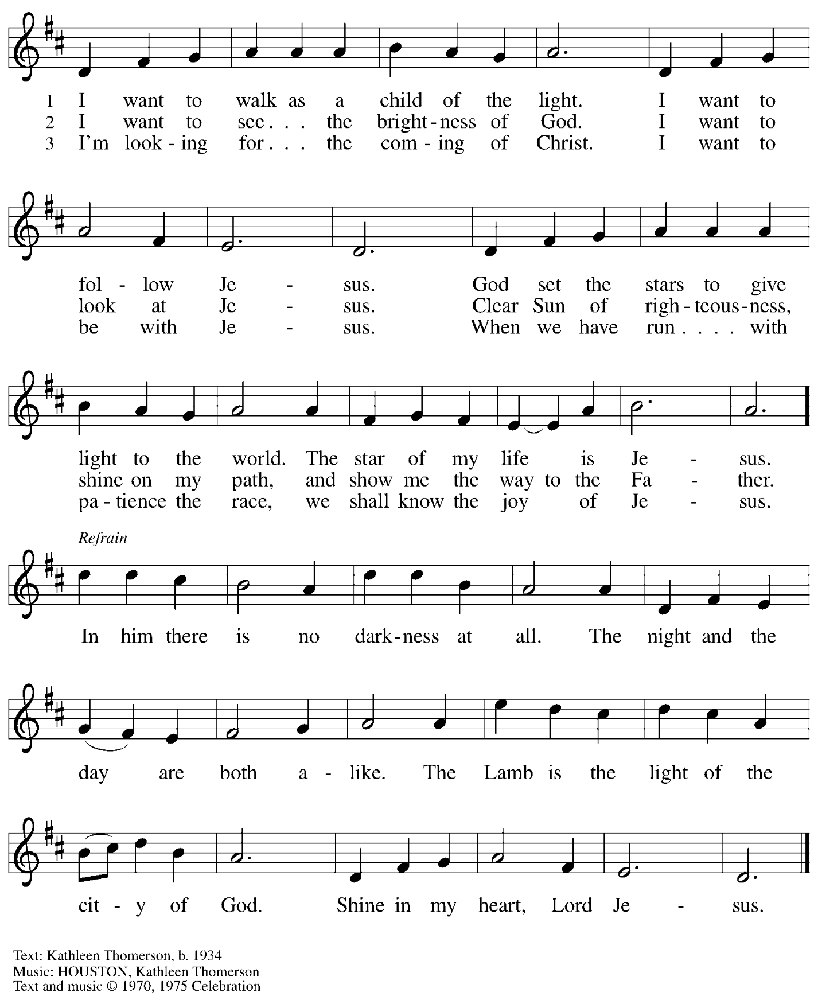 1 I want to walk as a child of the light. I want to
2 I want to see . . . the bright - ness of God. I want to
3 I'm look - ing for . . . the com - ing of Christ. I want to
fol - low Je - sus. God set the stars to give
look at Je - sus. Clear Sun of righ - teous - ness,
be with Je - sus. When we have run . . . . with
light to the world. The star of my life is Je - sus.
shine on my path, and show me the way to the Fa - ther.
pa - tience the race, we shall know the joy of Je - sus.
Refrain
In him there is no dark - ness at all. The night and the
day are both a - like. The Lamb is the light of the
cit - y of God. Shine in my heart, Lord Je - sus.
Text: Kathleen Thomerson, b. 1934
Music: HOUSTON, Kathleen Thomerson
Text and music © 1970, 1975 Celebration